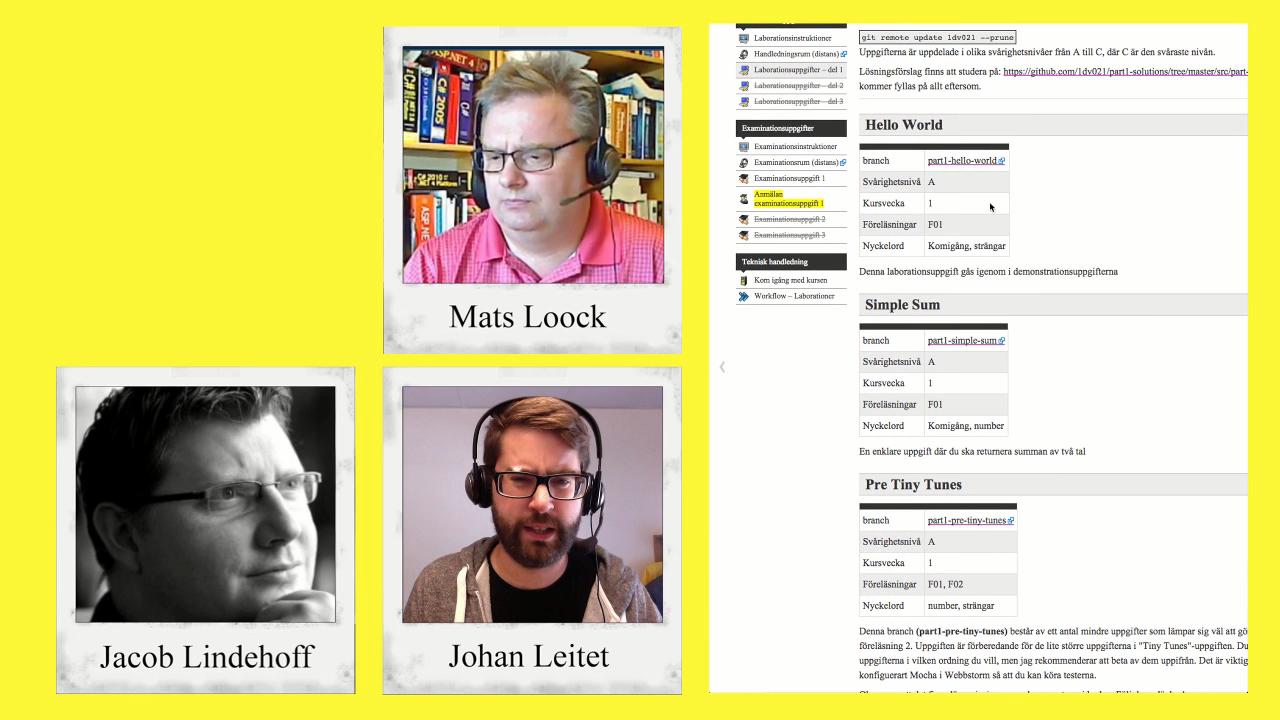 ASP.NET 4
C# 2005
C# 2010
.NET 4
Platform
ASP.NET
Mats Loock
Jacob Lindehoff
Johan Leitet
Laborationsinstruktioner
Handledningsrum (distans)
Laborationsuppgifter – del 1
Laborationsuppgifter – del 2
Laborationsuppgifter – del 3
Examinationsuppgifter
Examinationsinstruktioner
Examinationsrum (distans)
Examinationsuppgift 1
Anmälan
examinationsuppgift 1
Examinationsuppgift 2
Examinationsuppgift 3
Teknisk handledning
Kom igång med kursen
Workflow – Laborationer
git remote update 1dv021 --prune
Uppgifterna är uppdelade i olika svårighetsnivåer från A till C, där C är den svåraste nivån.
Lösningsförslag finns att studera på: https://github.com/1dv021/part1-solutions/tree/master/src/part-
kommer fyllas på allt eftersom.
Hello World
branch part1-hello-world
Svårighetsnivå A
Kursvecka 1
Föreläsningar F01
Nyckelord Komigång, strängar
Denna laborationsuppgift gås igenom i demonstrationsuppgifterna
Simple Sum
branch part1-simple-sum
Svårighetsnivå A
Kursvecka 1
Föreläsningar F01
Nyckelord Komigång, number
En enklare uppgift där du ska returnera summan av två tal
Pre Tiny Tunes
branch part1-pre-tiny-tunes
Svårighetsnivå A
Kursvecka 1
Föreläsningar F01, F02
Nyckelord number, strängar
Denna branch (part1-pre-tiny-tunes) består av ett antal mindre uppgifter som lämpar sig väl att gö
föreläsning 2. Uppgiften är förberedande för de lite större uppgifterna i "Tiny Tunes"-uppgiften. Du
uppgifterna i vilken ordning du vill, men jag rekommenderar att beta av dem uppifrån. Det är viktig
konfiguerart Mocha i Webbstorm så att du kan köra testerna.